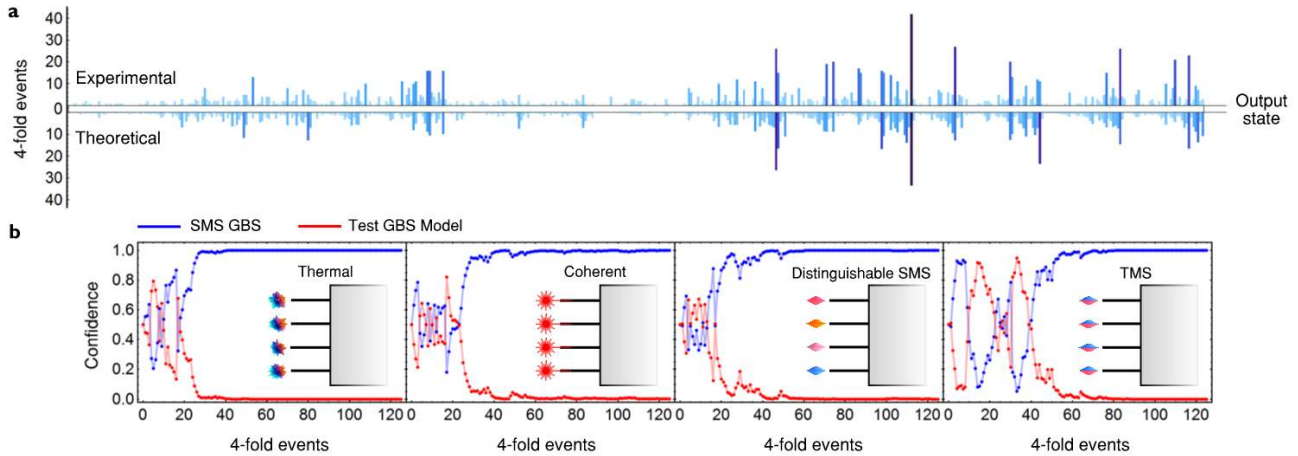 a
40
30
20
10
0
10
20
30
40
4-fold events
Experimental
Theoretical
Output
state
SMS GBS
Test GBS Model
b
1.0
0.8
0.6
0.4
0.2
0.0
Confidence
Thermal
Coherent
Distinguishable SMS
TMS
0 20 40 60 80 100 120
0 20 40 60 80 100 120
0 20 40 60 80 100 120
0 20 40 60 80 100 120
4-fold events
4-fold events
4-fold events
4-fold events